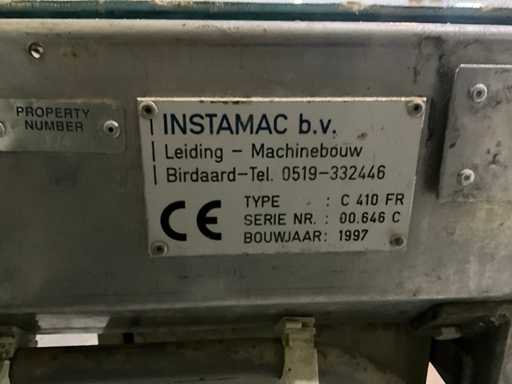 PROPERTY
NUMBER
INSTAMAC b.v.
Leiding - Machinebouw
Birdaard-Tel. 0519-332446
CE
TYPE : C 410 FR
SERIE NR. : 00.646 C
BOUWJAAR: 1997